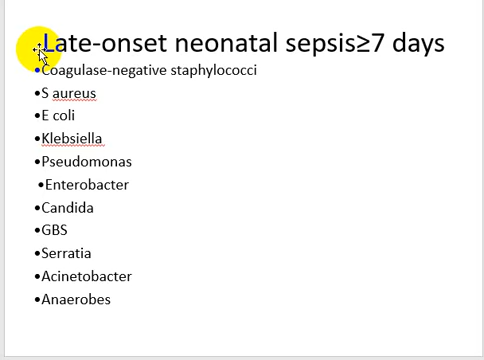 Late-onset neonatal sepsis≥7 days
•Coagulase-negative staphylococci
•S aureus
•E coli
•Klebsiella
•Pseudomonas
•Enterobacter
•Candida
•GBS
•Serratia
•Acinetobacter
•Anaerobes